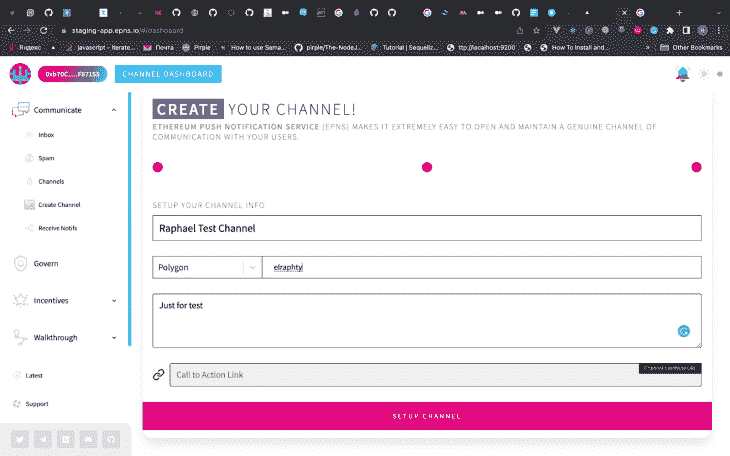 staging-app.epns.io/#/dashboard
Яндекс
javascript - Iterate...
Почта
Pirple
How to use Sama...
pirple/The-NodeJ...
Tutorial | Sequeliz...
ttp://localhost:9200
How To Install and...
Other Bookmarks
CHANNEL DASHBOARD
Communicate
Inbox
Spam
Channels
Create Channel
Receive Notifs
Govern
Incentives
Walkthrough
Latest
Support
CREATE YOUR CHANNEL!
ETHEREUM PUSH NOTIFICATION SERVICE (EPNS) MAKES IT EXTREMELY EASY TO OPEN AND MAINTAIN A GENUINE CHANNEL OF
COMMUNICATION WITH YOUR USERS.
SETUP YOUR CHANNEL INFO
Raphael Test Channel
Polygon
elraphty
Just for test
Call to Action Link
SETUP CHANNEL